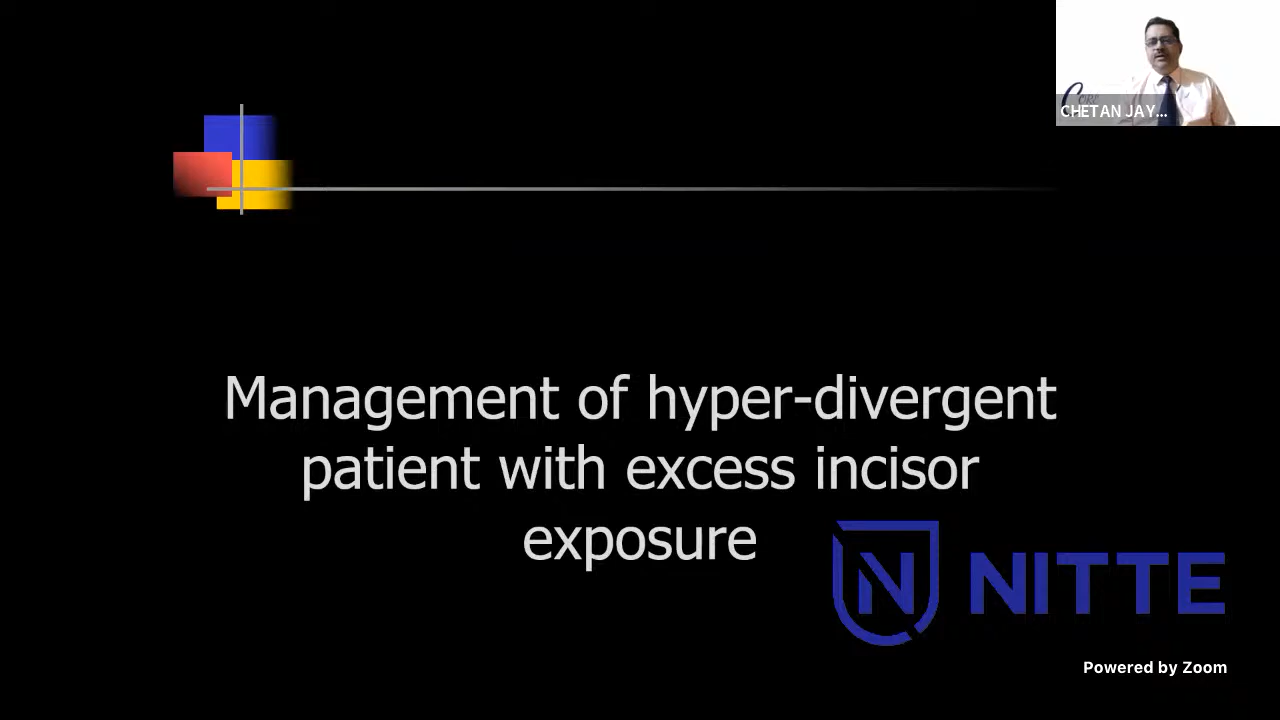 CHETAN JAY...
Management of hyper-divergent
patient with excess incisor
exposure
N NITTE
Powered by Zoom